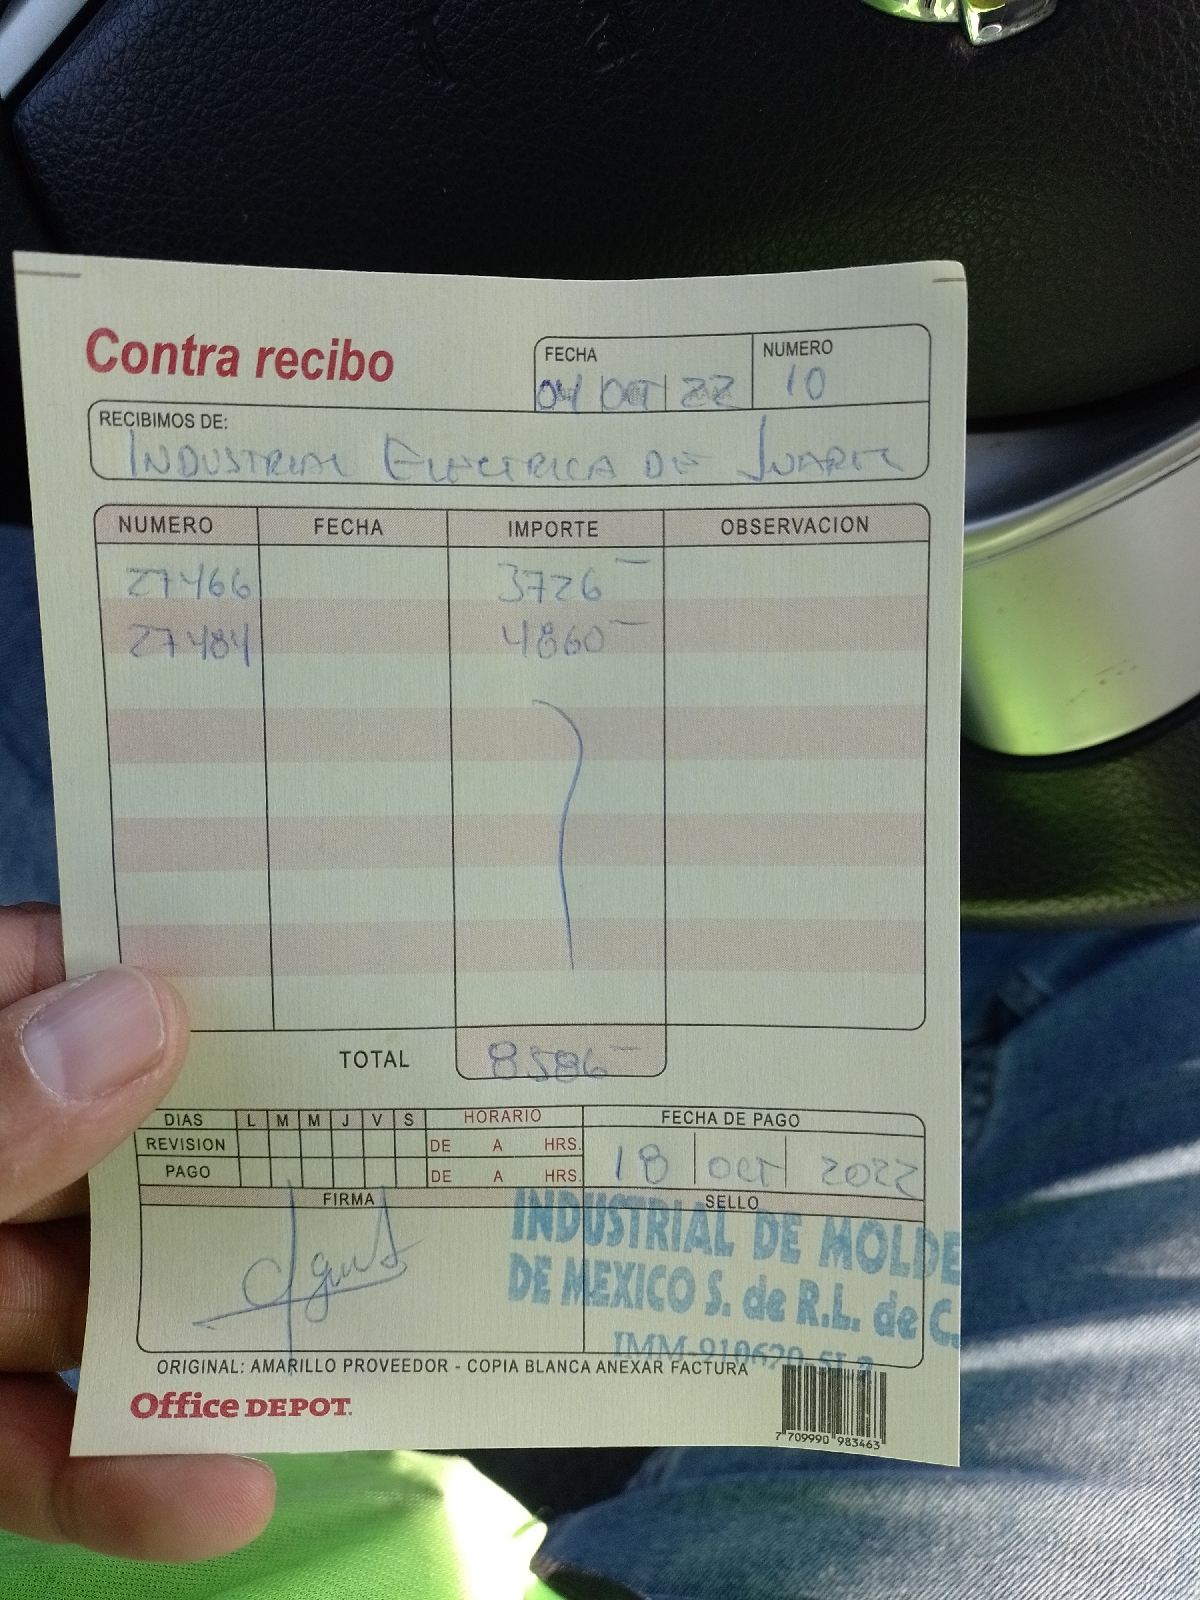 Contra recibo
FECHA
NUMERO
04 OCT 22
10
RECIBIMOS DE:
INDUSTRIAL ELECTRICA DE JUAREZ
NUMERO FECHA IMPORTE OBSERVACION
27466 3726-
27484 4860-
TOTAL 8586-
DIAS L M M J V S HORARIO FECHA DE PAGO
REVISION DE A HRS.
PAGO DE A HRS.
18 OCT 2022
FIRMA SELLO
INDUSTRIAL DE MOLDE
DE MEXICO S. de R.L. de C.
ORIGINAL: AMARILLO PROVEEDOR - COPIA BLANCA ANEXAR FACTURA
Office DEPOT.
7 709990 983463